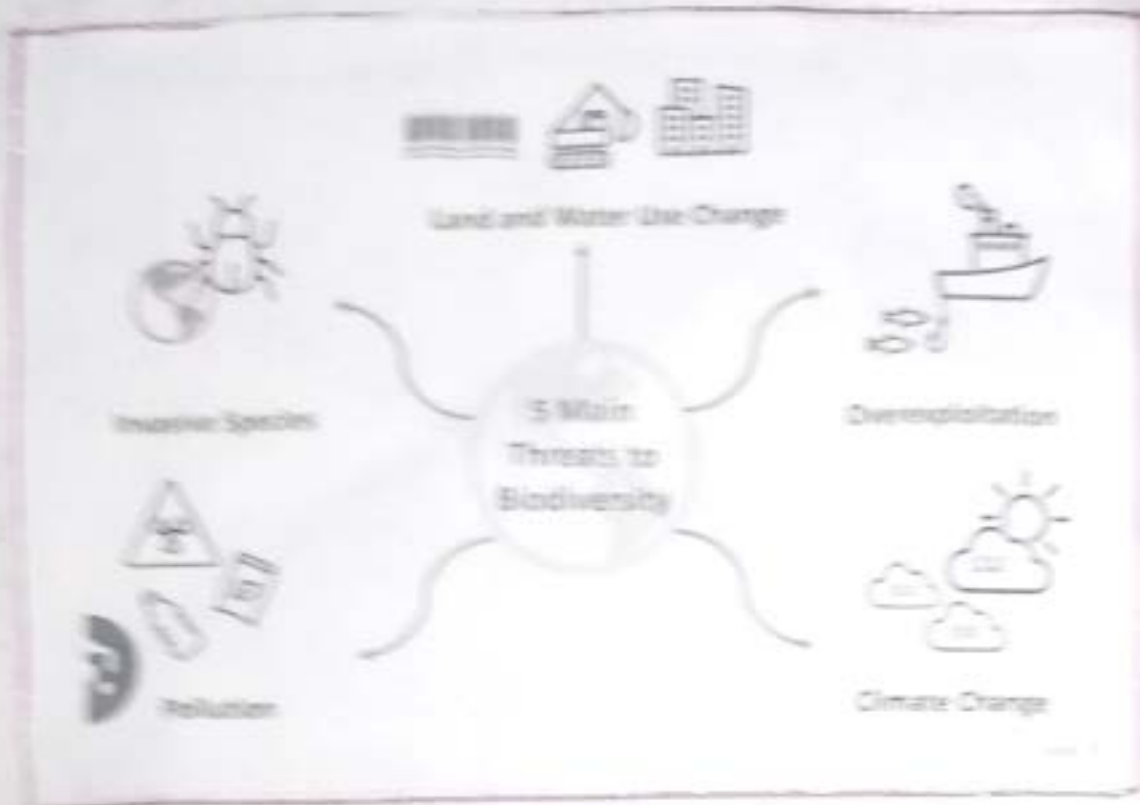 Land and Water Use Change
Invasive Species
5 Main
Threats to
Biodiversity
Overexploitation
Pollution
Climate Change